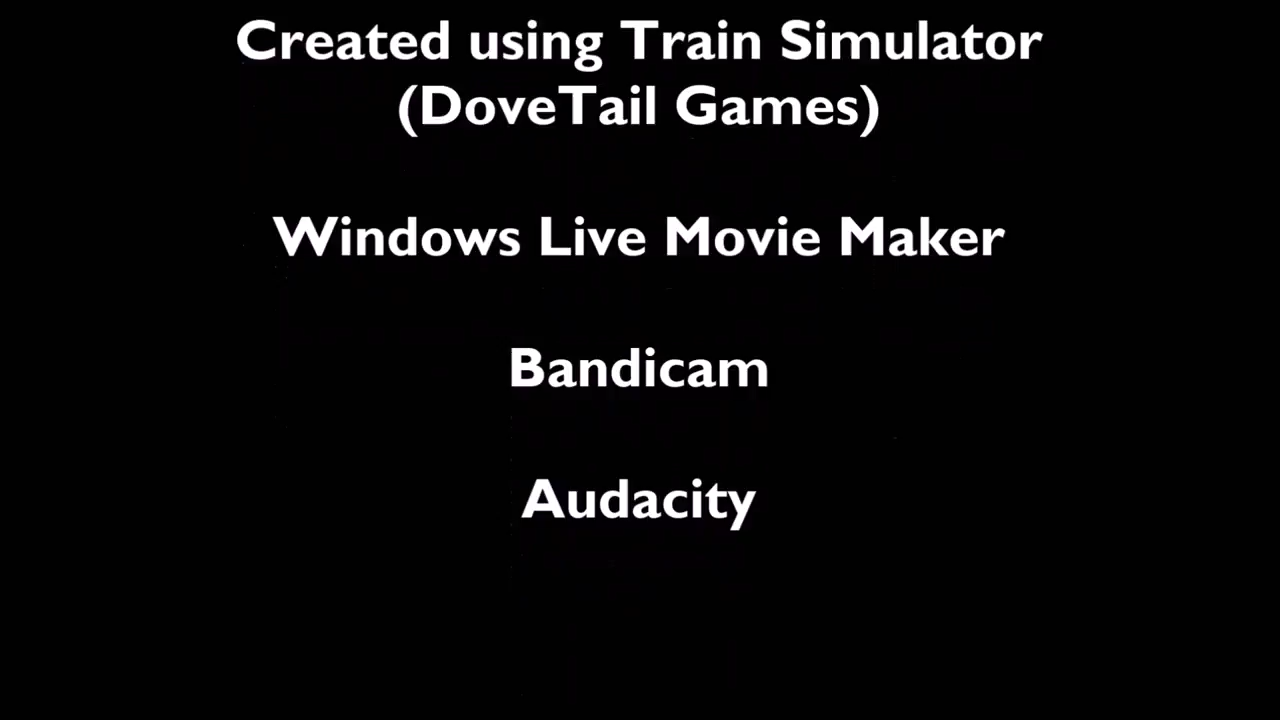 Created using Train Simulator
(DoveTail Games)
Windows Live Movie Maker
Bandicam
Audacity